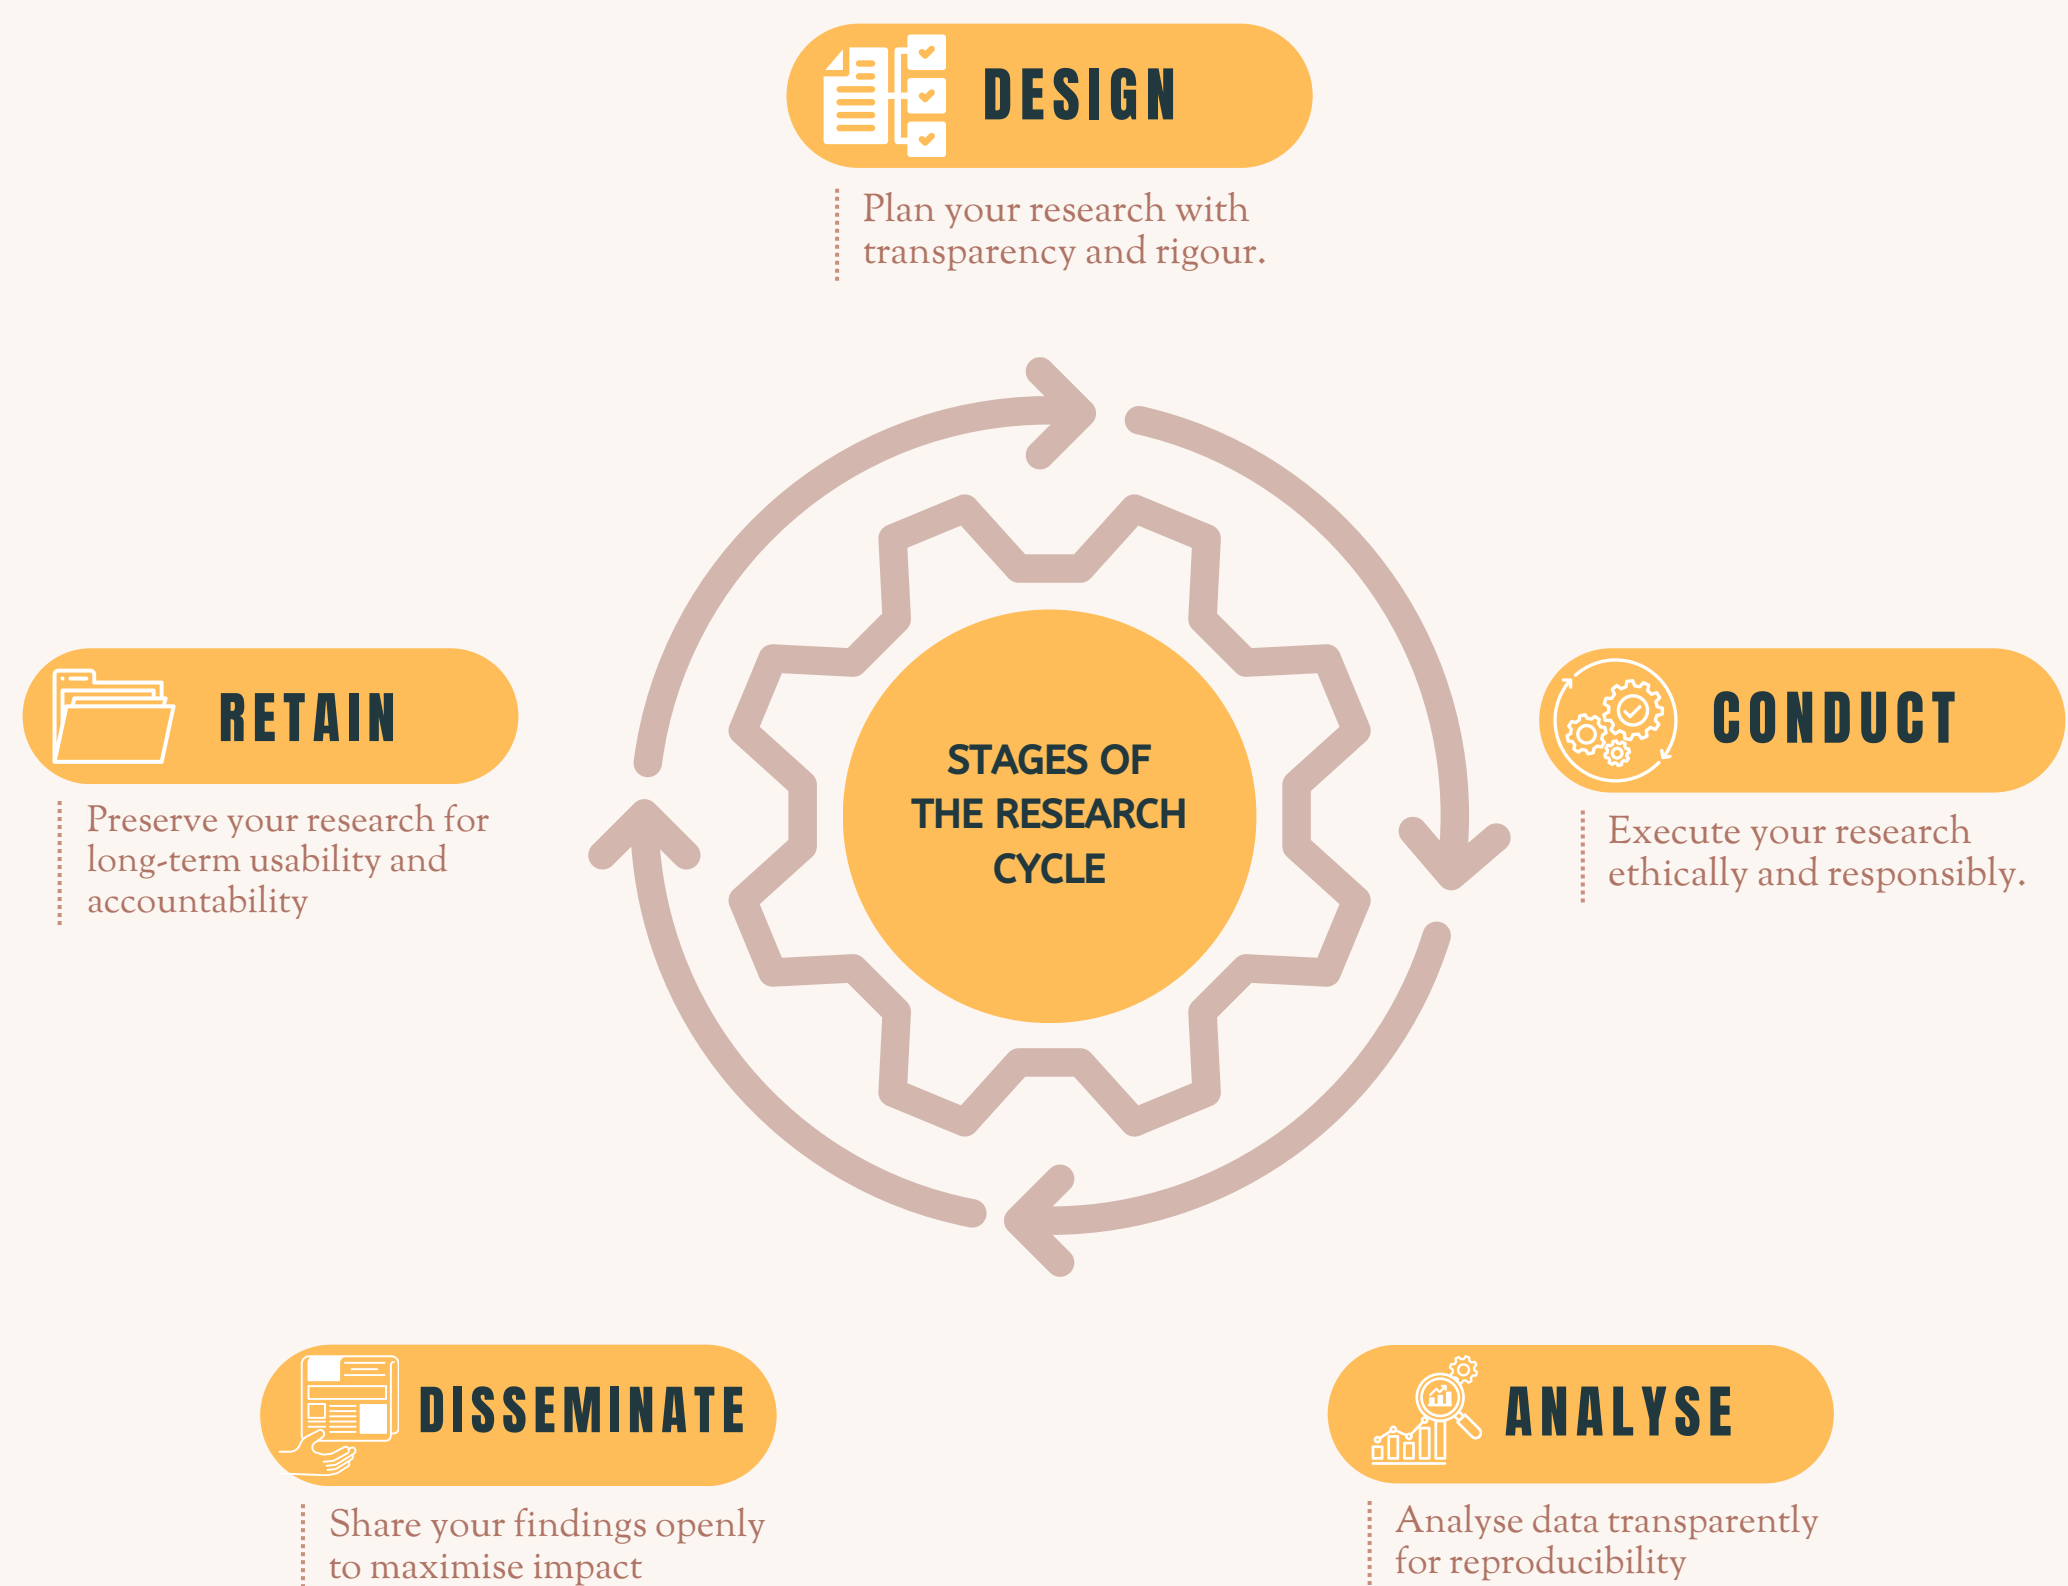 DESIGN
Plan your research with
transparency and rigour.
RETAIN
Preserve your research for
long-term usability and
accountability
STAGES OF
THE RESEARCH
CYCLE
CONDUCT
Execute your research
ethically and responsibly.
DISSEMINATE
Share your findings openly
to maximise impact
ANALYSE
Analyse data transparently
for reproducibility